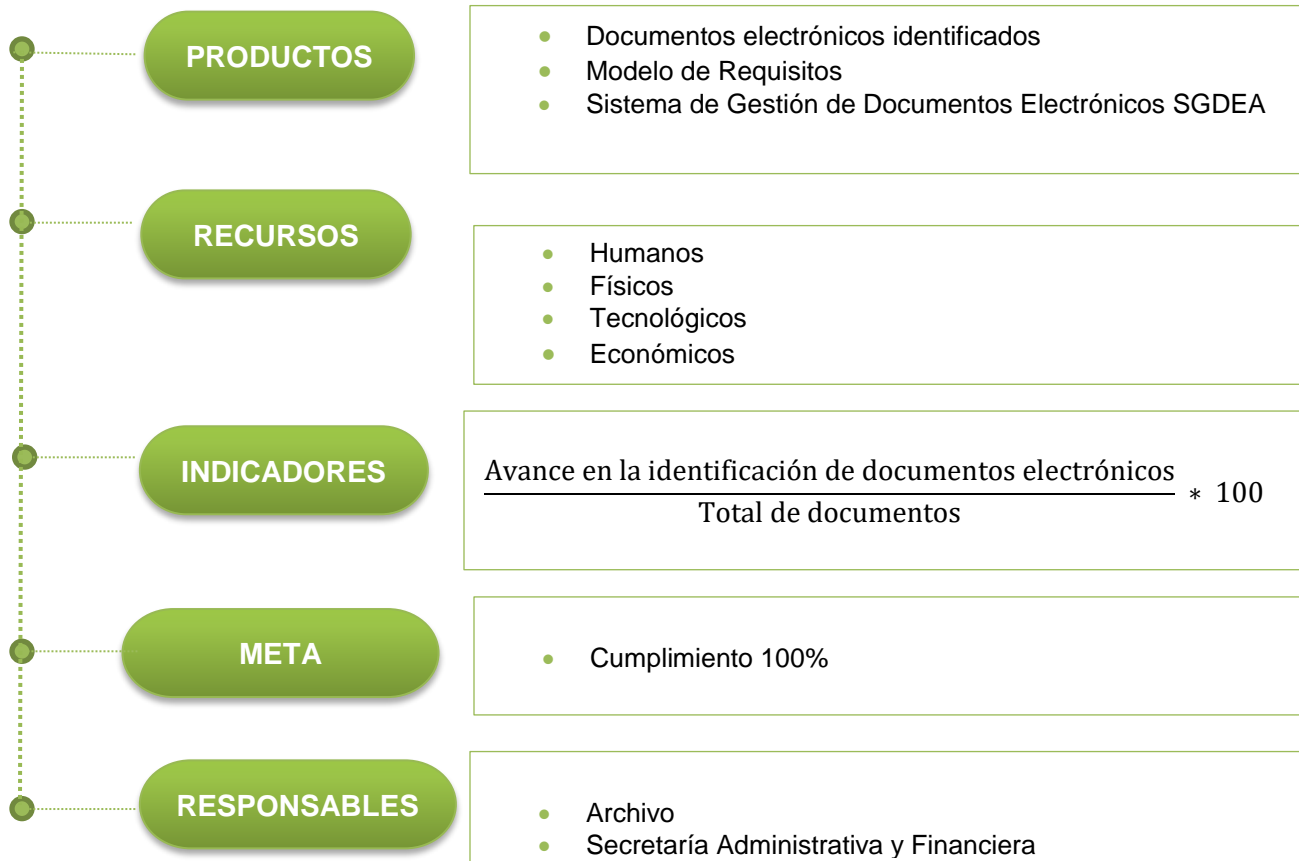 PRODUCTOS
Documentos electrónicos identificados
Modelo de Requisitos
Sistema de Gestión de Documentos Electrónicos SGDEA
RECURSOS
Humanos
Físicos
Tecnológicos
Económicos
INDICADORES
Avance en la identificación de documentos electrónicos
Total de documentos
* 100
META
Cumplimiento 100%
RESPONSABLES
Archivo
Secretaría Administrativa y Financiera